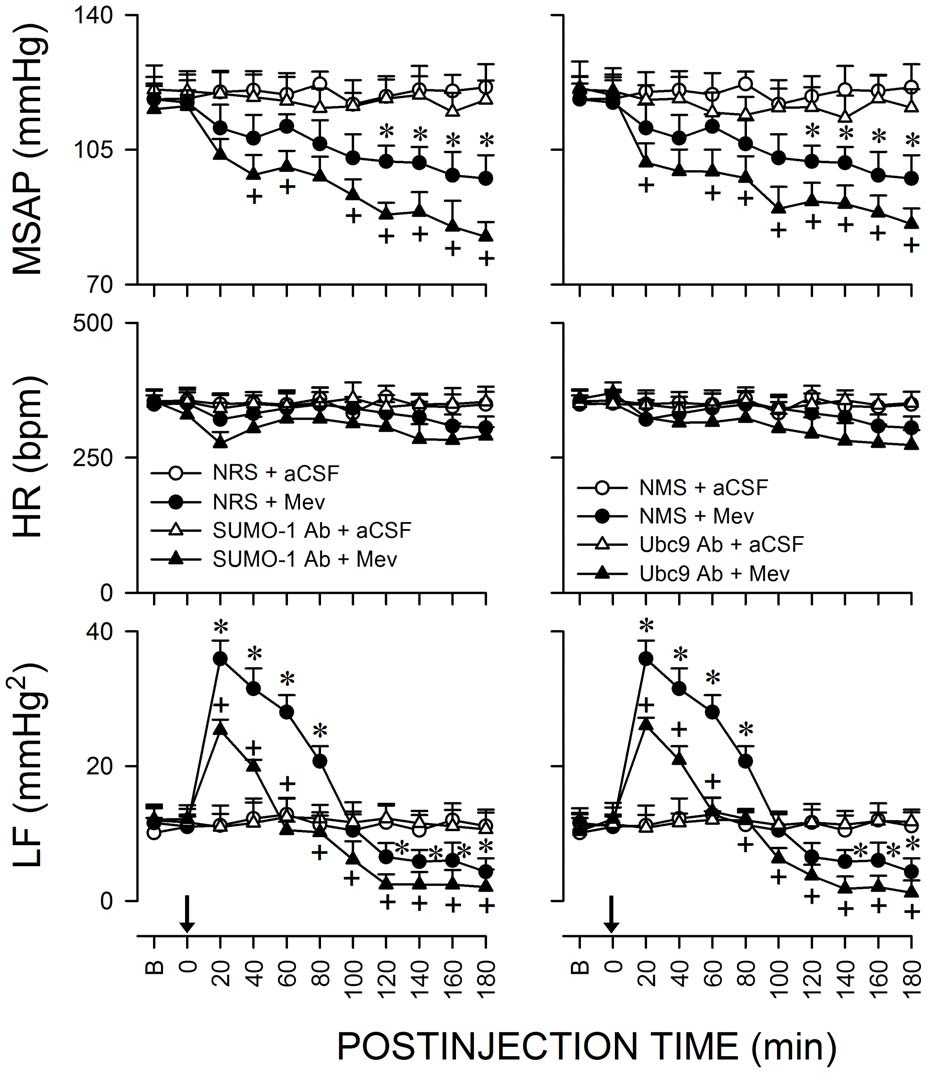 140
105
70
MSAP (mmHg)
* * * *
+ + + + + + +
* * * *
+ + + + + + + +
500
250
0
HR (bpm)
NRS + aCSF
NRS + Mev
SUMO-1 Ab + aCSF
SUMO-1 Ab + Mev
NMS + aCSF
NMS + Mev
Ubc9 Ab + aCSF
Ubc9 Ab + Mev
40
20
0
LF (mmHg²)
* * * * * * * *
+ + + + + + + + +
* * * * * * *
+ + + + + + + + +
B 0 20 40 60 80 100 120 140 160 180
B 0 20 40 60 80 100 120 140 160 180
POSTINJECTION TIME (min)